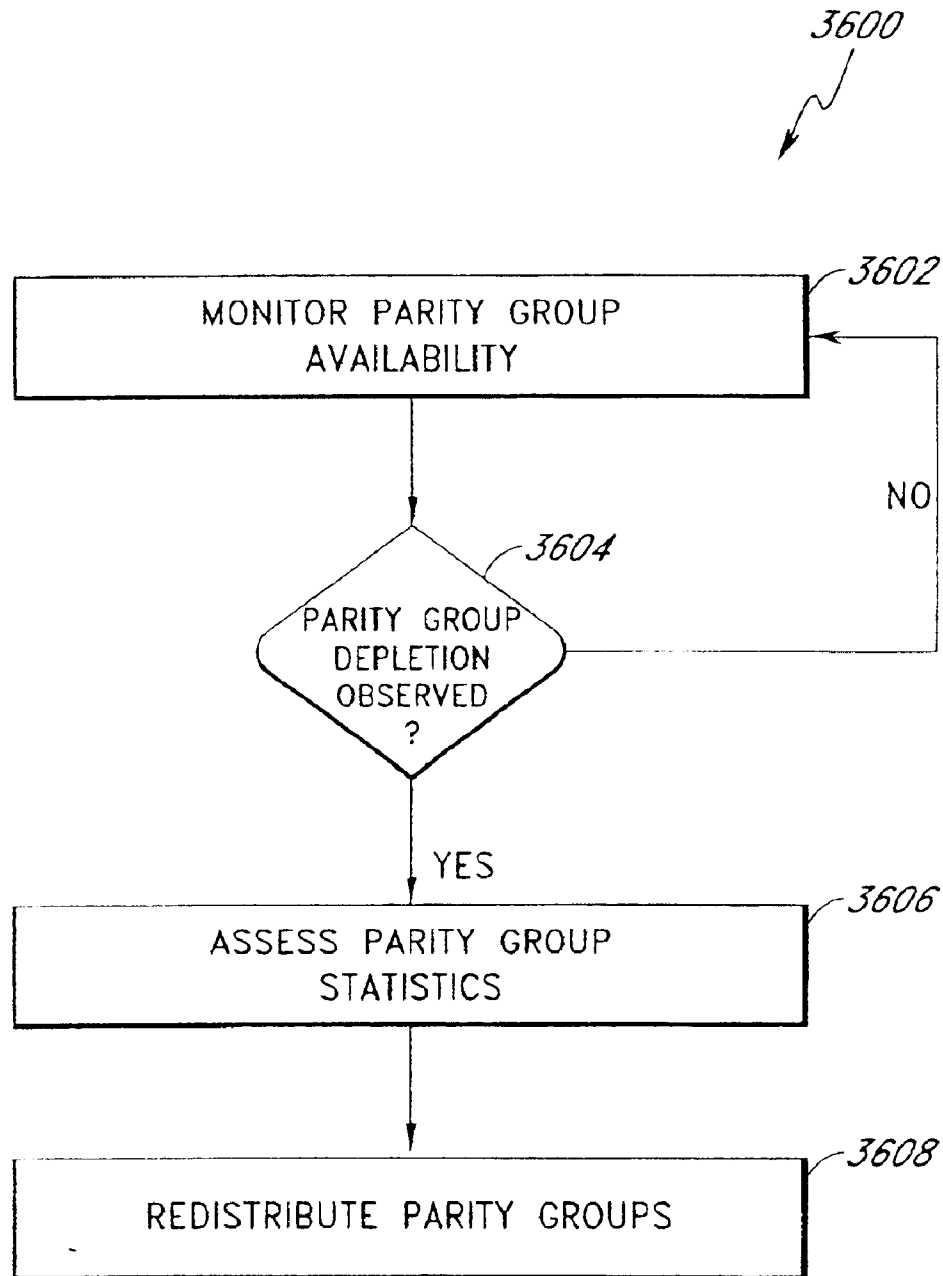 3600
3602
MONITOR PARITY GROUP
AVAILABILITY
NO
3604
PARITY GROUP
DEPLETION
OBSERVED
?
YES
3606
ASSESS PARITY GROUP
STATISTICS
3608
REDISTRIBUTE PARITY GROUPS